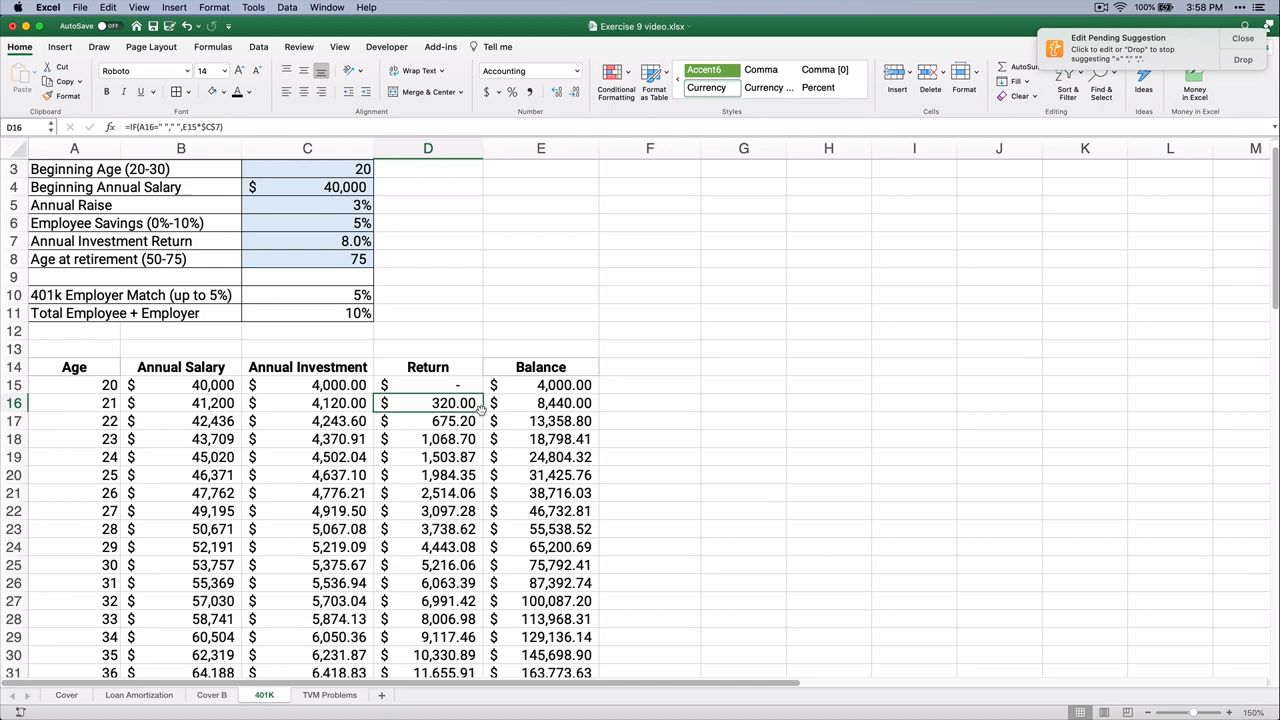 Excel File Edit View Insert Format Tools Data Window Help 100% 3:58 PM
AutoSave OFF Exercise 9 video.xlsx
Home Insert Draw Page Layout Formulas Data Review View Developer Add-ins Tell me
Edit Pending Suggestion
Click to edit or "Drop" to stop
suggesting "=" "," ".
Close
Drop
Paste Cut Copy Format
Roboto 14
Wrap
Merge & Center
Accounting
Conditional Formatting
Format as Table
Accent6 Comma Comma [0]
Currency Currency ... Percent
Insert Delete Format
AutoSum
Fill
Clear
Sort & Filter
Find & Select
Ideas
Money in Excel
Clipboard Font Alignment Number Styles Cells Editing Ideas Money in Excel
D16 fx =IF(A16=" "," ",E15*$C$7)
A B C D E F G H I J K L M
3 Beginning Age (20-30) 20
4 Beginning Annual Salary $ 40,000
5 Annual Raise 3%
6 Employee Savings (0%-10%) 5%
7 Annual Investment Return 8.0%
8 Age at retirement (50-75) 75
9
10 401k Employer Match (up to 5%) 5%
11 Total Employee + Employer 10%
12
13
14 Age Annual Salary Annual Investment Return Balance
15 20 $ 40,000 $ 4,000.00 $ - $ 4,000.00
16 21 $ 41,200 $ 4,120.00 $ 320.00 $ 8,440.00
17 22 $ 42,436 $ 4,243.60 $ 675.20 $ 13,358.80
18 23 $ 43,709 $ 4,370.91 $ 1,068.70 $ 18,798.41
19 24 $ 45,020 $ 4,502.04 $ 1,503.87 $ 24,804.32
20 25 $ 46,371 $ 4,637.10 $ 1,984.35 $ 31,425.76
21 26 $ 47,762 $ 4,776.21 $ 2,514.06 $ 38,716.03
22 27 $ 49,195 $ 4,919.50 $ 3,097.28 $ 46,732.81
23 28 $ 50,671 $ 5,067.08 $ 3,738.62 $ 55,538.52
24 29 $ 52,191 $ 5,219.09 $ 4,443.08 $ 65,200.69
25 30 $ 53,757 $ 5,375.67 $ 5,216.06 $ 75,792.41
26 31 $ 55,369 $ 5,536.94 $ 6,063.39 $ 87,392.74
27 32 $ 57,030 $ 5,703.04 $ 6,991.42 $ 100,087.20
28 33 $ 58,741 $ 5,874.13 $ 8,006.98 $ 113,968.31
29 34 $ 60,504 $ 6,050.36 $ 9,117.46 $ 129,136.14
30 35 $ 62,319 $ 6,231.87 $ 10,330.89 $ 145,698.90
31 36 $ 64,188 $ 6,418.83 $ 11,655.91 $ 163,773.63
Cover Loan Amortization Cover B 401K TVM Problems +
150%